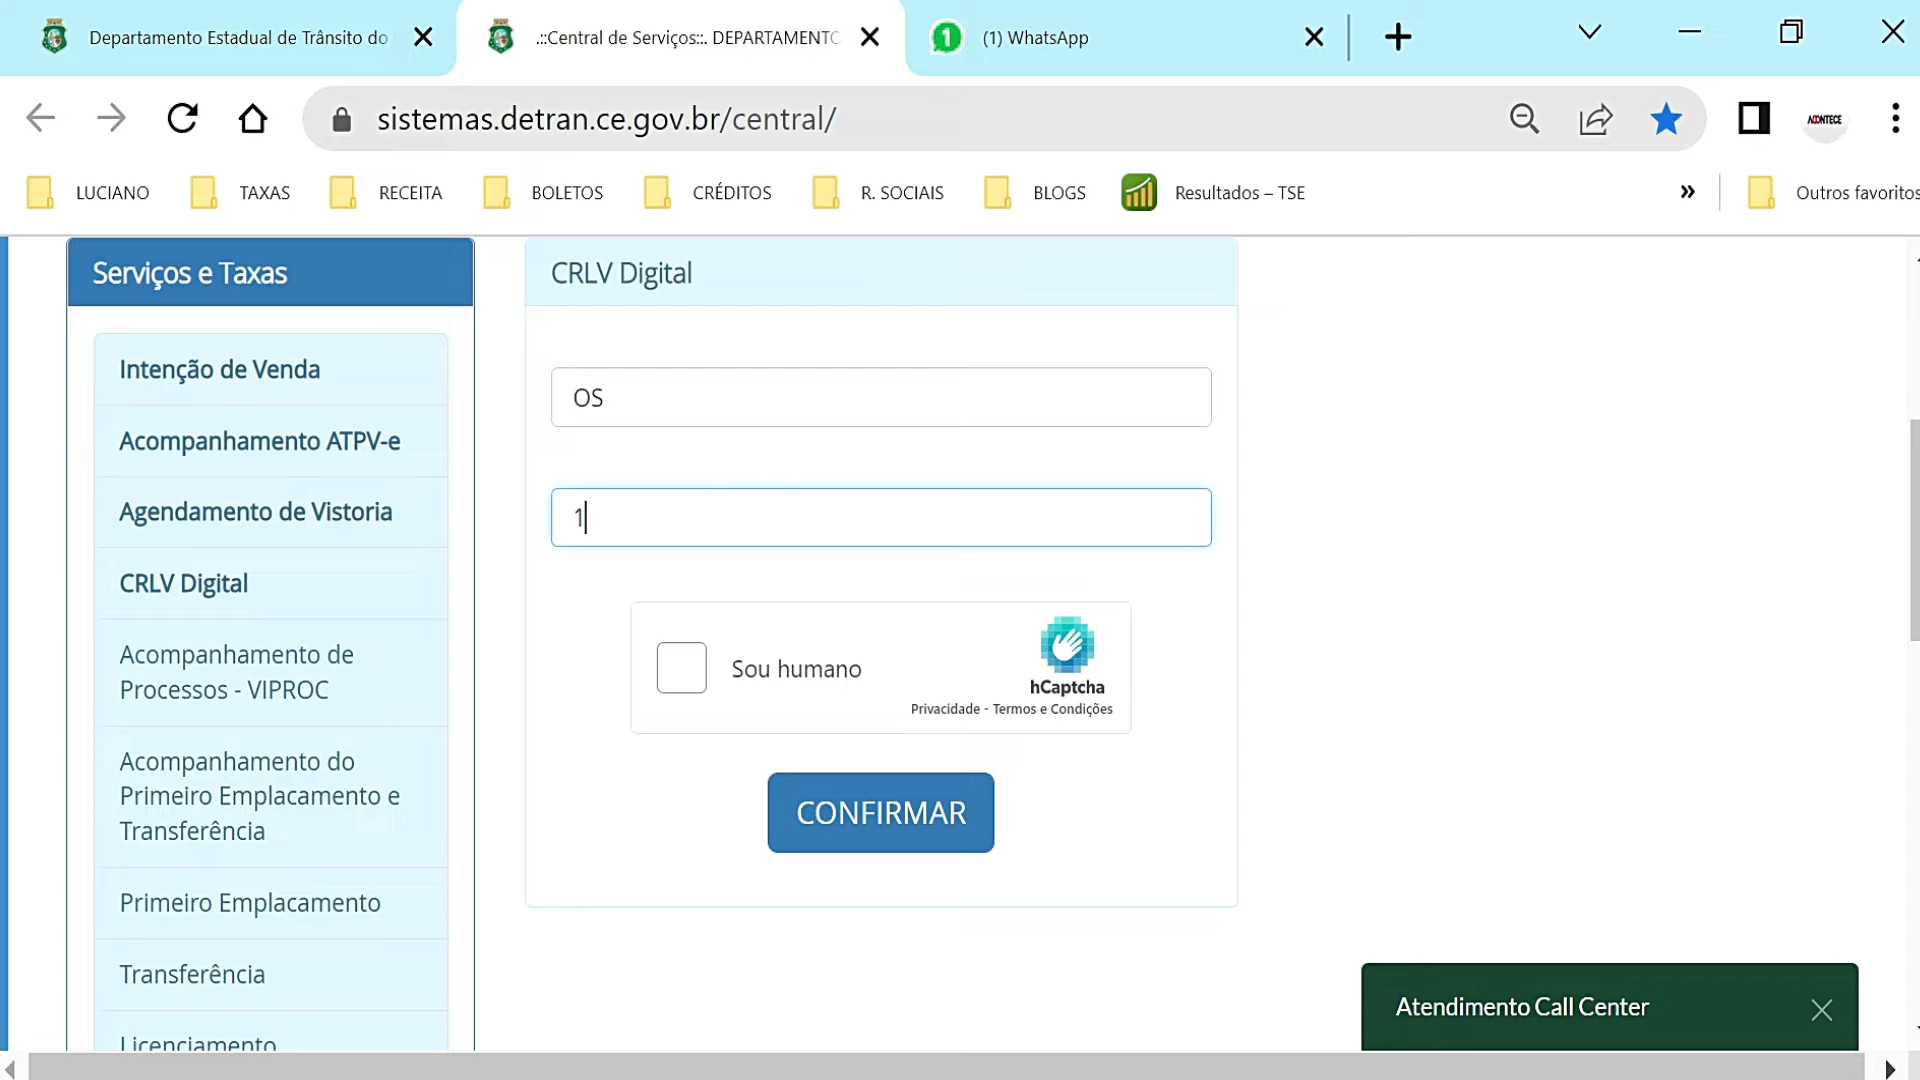 Departamento Estadual de Trânsito do
.::Central de Serviços::. DEPARTAMENTO
1
(1) WhatsApp
sistemas.detran.ce.gov.br/central/
ACONTECE
LUCIANO
TAXAS
RECEITA
BOLETOS
CRÉDITOS
R. SOCIAIS
BLOGS
Resultados – TSE
»
Outros favoritos
Serviços e Taxas
Intenção de Venda
Acompanhamento ATPV-e
Agendamento de Vistoria
CRLV Digital
Acompanhamento de
Processos - VIPROC
Acompanhamento do
Primeiro Emplacamento e
Transferência
Primeiro Emplacamento
Transferência
Licenciamento
CRLV Digital
OS
1
Sou humano
hCaptcha
Privacidade - Termos e Condições
CONFIRMAR
Atendimento Call Center